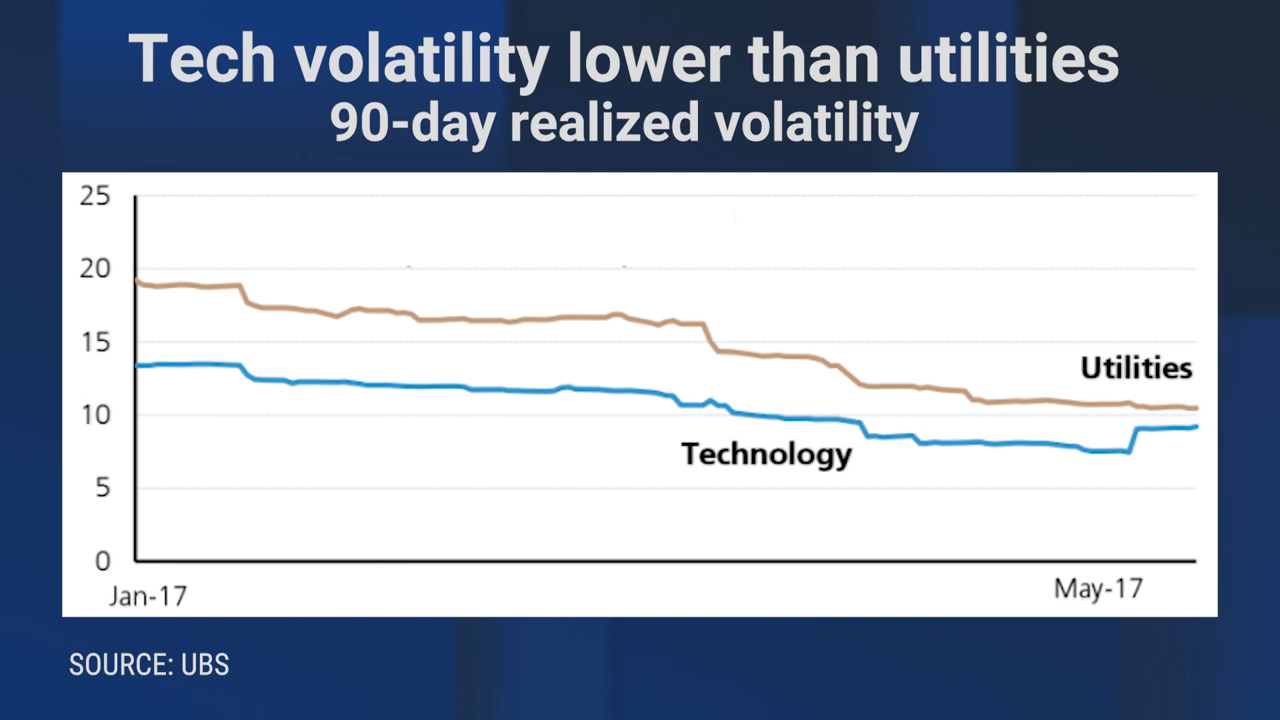 Tech volatility lower than utilities
90-day realized volatility
25
20
15
10
5
0
Utilities
Technology
Jan-17
May-17
SOURCE: UBS